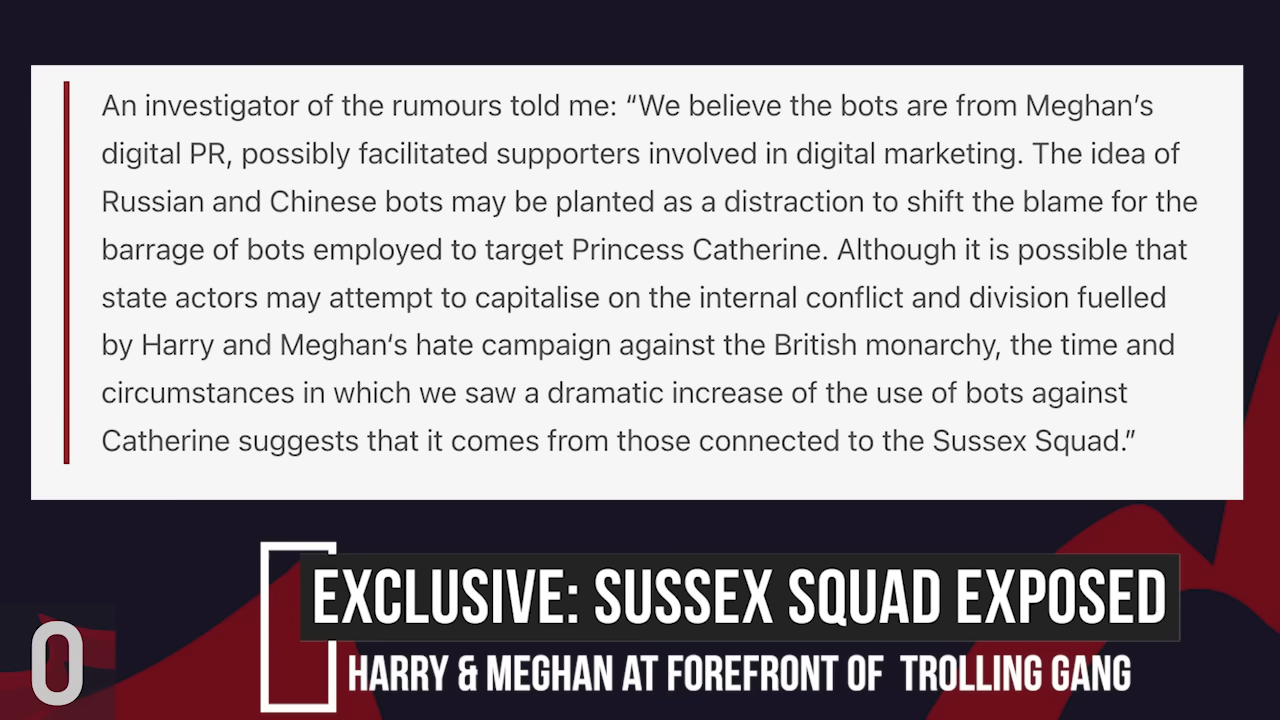 An investigator of the rumours told me: “We believe the bots are from Meghan’s
digital PR, possibly facilitated supporters involved in digital marketing. The idea of
Russian and Chinese bots may be planted as a distraction to shift the blame for the
barrage of bots employed to target Princess Catherine. Although it is possible that
state actors may attempt to capitalise on the internal conflict and division fuelled
by Harry and Meghan‘s hate campaign against the British monarchy, the time and
circumstances in which we saw a dramatic increase of the use of bots against
Catherine suggests that it comes from those connected to the Sussex Squad.”
EXCLUSIVE: SUSSEX SQUAD EXPOSED
HARRY & MEGHAN AT FOREFRONT OF  TROLLING GANG
O